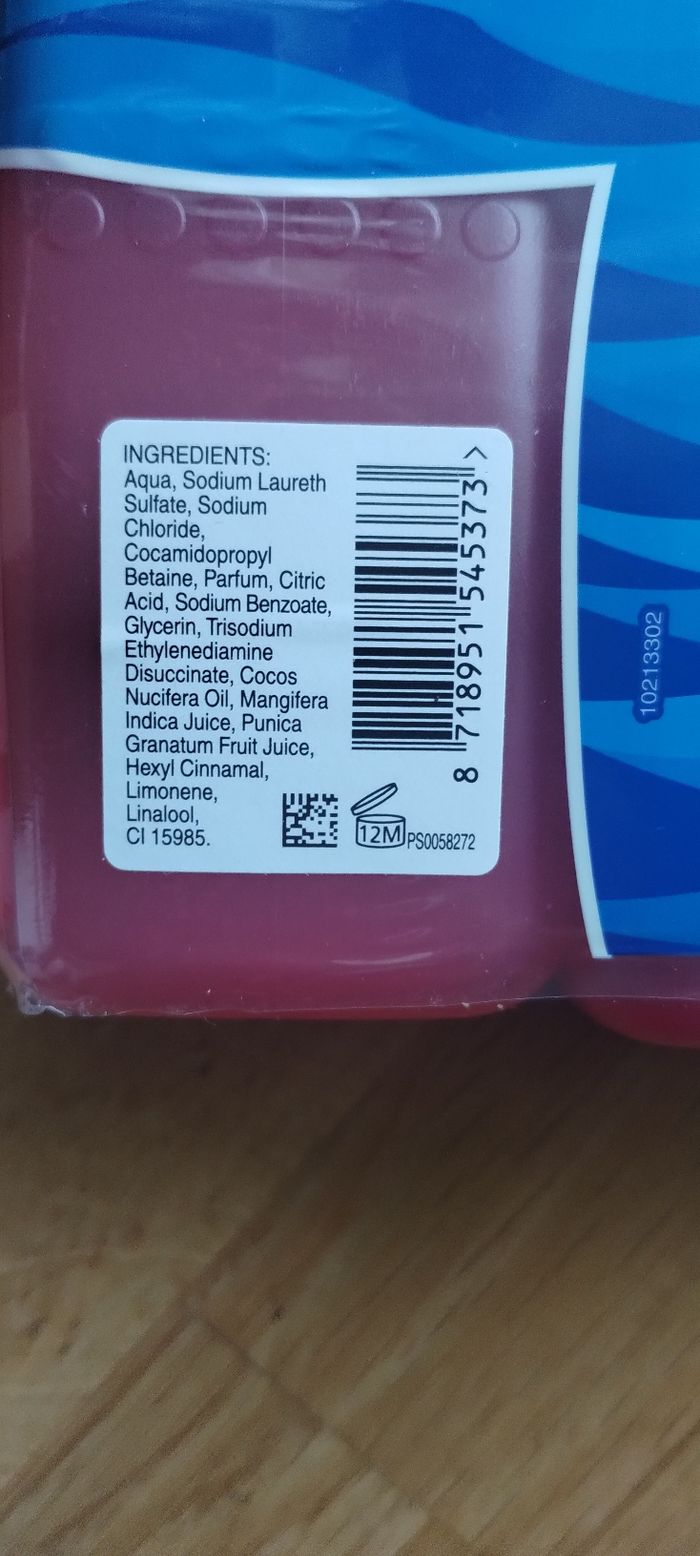 INGREDIENTS:
Aqua, Sodium Laureth
Sulfate, Sodium
Chloride,
Cocamidopropyl
Betaine, Parfum, Citric
Acid, Sodium Benzoate,
Glycerin, Trisodium
Ethylenediamine
Disuccinate, Cocos
Nucifera Oil, Mangifera
Indica Juice, Punica
Granatum Fruit Juice,
Hexyl Cinnamal,
Limonene,
Linalool,
CI 15985.
12M
PS0058272
8 718951 545373 >
10213302